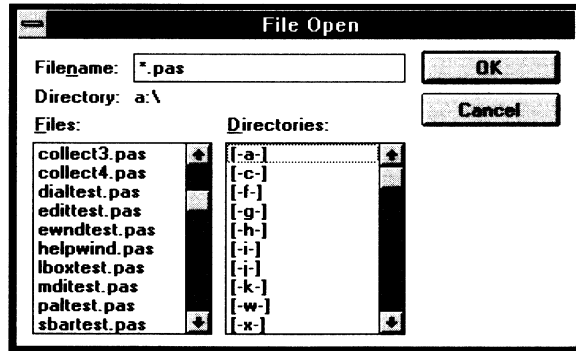 File Open
Filename: *.pas
OK
Directory: a:\
Cancel
Files:
Directories:
collect3.pas
collect4.pas
dialtest.pas
edittest.pas
ewndtest.pas
helpwind.pas
lboxtest.pas
mditest.pas
paltest.pas
sbartest.pas
[-a-]
[-c-]
[-f-]
[-g-]
[-h-]
[-i-]
[-j-]
[-k-]
[-w-]
[-x-]